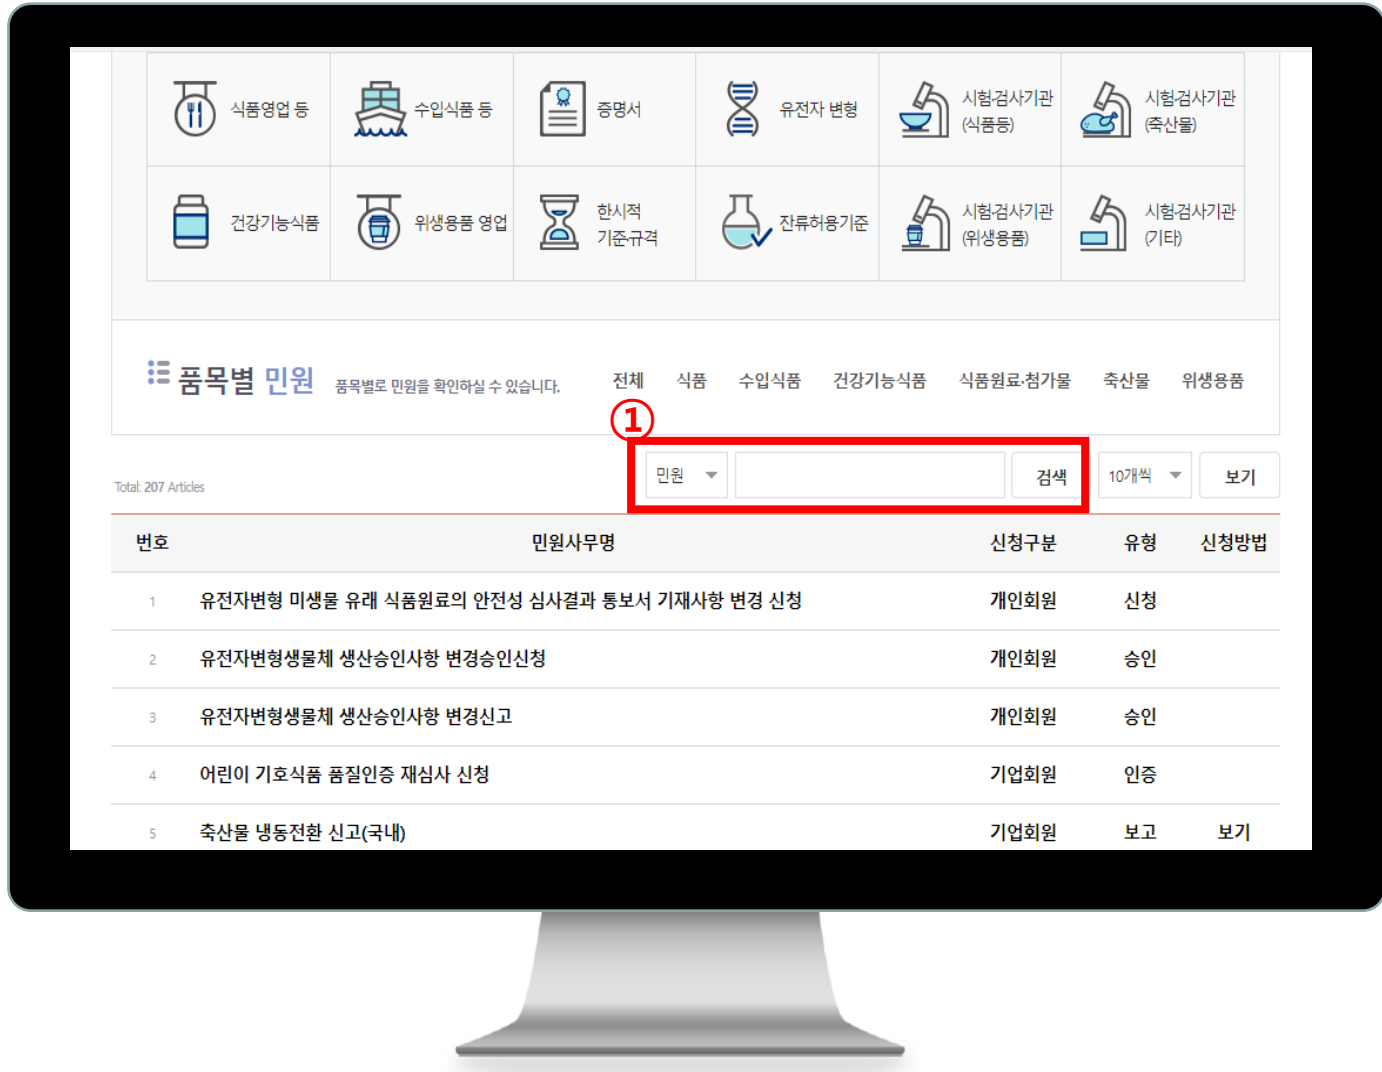 식품영업 등
수입식품 등
증명서
유전자 변형
시험·검사기관
(식품등)
시험·검사기관
(축산물)
건강기능식품
위생용품 영업
한시적
기준·규격
잔류허용기준
시험·검사기관
(위생용품)
시험·검사기관
(기타)
품목별 민원 품목별로 민원을 확인하실 수 있습니다. 전체 식품 수입식품 건강기능식품 식품원료·첨가물 축산물 위생용품
①
Total: 207 Articles 민원 검색 10개씩 보기
번호 민원사무명 신청구분 유형 신청방법
1 유전자변형 미생물 유래 식품원료의 안전성 심사결과 통보서 기재사항 변경 신청 개인회원 신청
2 유전자변형생물체 생산승인사항 변경승인신청 개인회원 승인
3 유전자변형생물체 생산승인사항 변경신고 개인회원 승인
4 어린이 기호식품 품질인증 재심사 신청 기업회원 인증
5 축산물 냉동전환 신고(국내) 기업회원 보고 보기